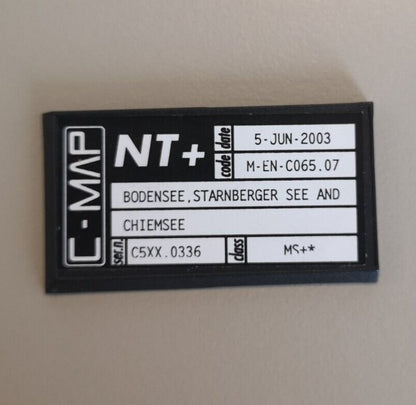 C-MAP
NT+
date 5-JUN-2003
code M-EN-C065.07
BODENSEE,STARNBERGER SEE AND
CHIEMSEE
ser.n. C5XX.0336 class MS+*